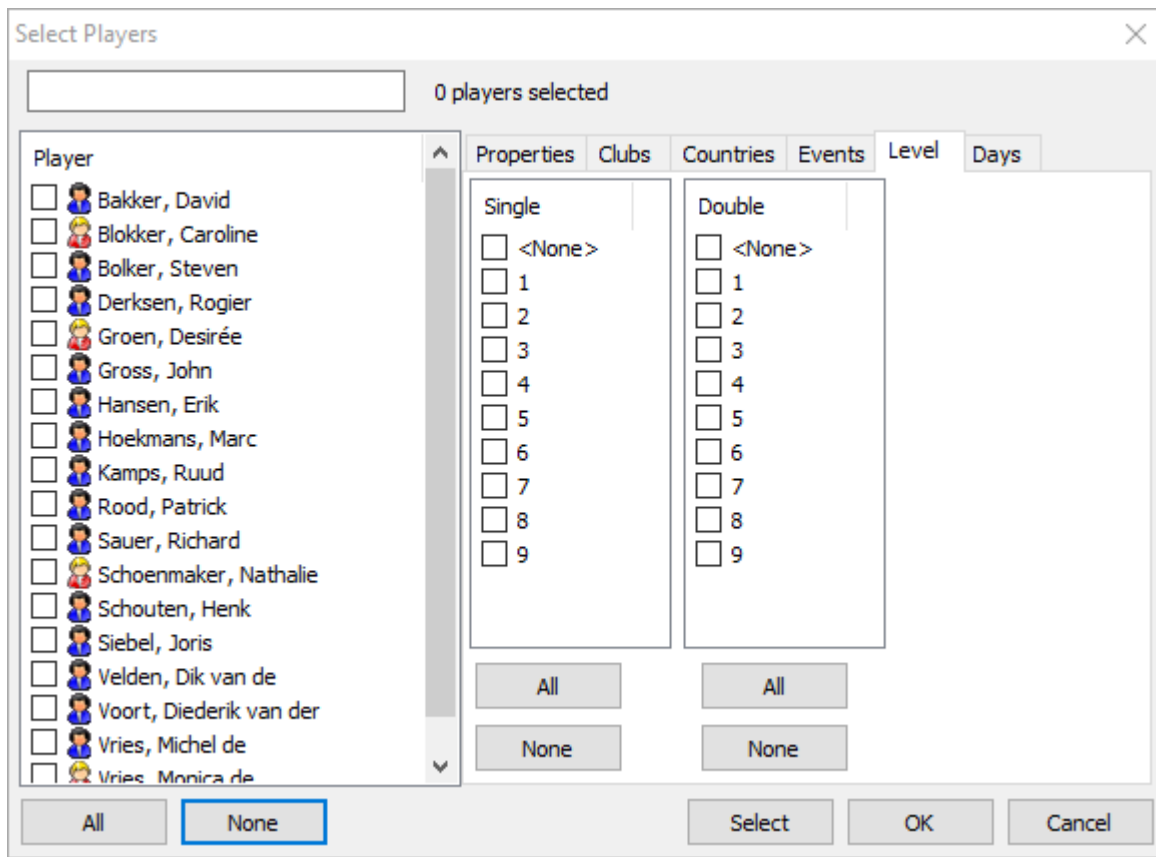 Select Players
0 players selected
Player
Bakker, David
Blokker, Caroline
Bolker, Steven
Derksen, Rogier
Groen, Desirée
Gross, John
Hansen, Erik
Hoekmans, Marc
Kamps, Ruud
Rood, Patrick
Sauer, Richard
Schoenmaker, Nathalie
Schouten, Henk
Siebel, Joris
Velden, Dik van de
Voort, Diederik van der
Vries, Michel de
Vries, Monica de
Properties Clubs Countries Events Level Days
Single Double
<None> <None>
1 1
2 2
3 3
4 4
5 5
6 6
7 7
8 8
9 9
All All
None None
All None Select OK Cancel